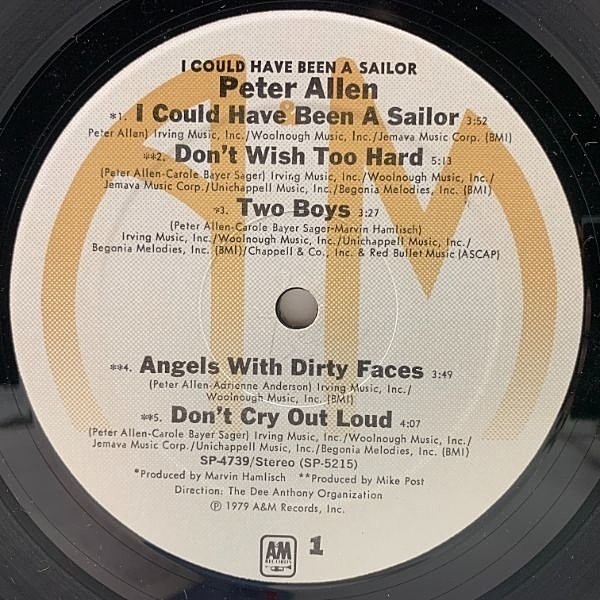 I COULD HAVE BEEN A SAILOR
Peter Allen
*1. I Could Have Been A Sailor 3:52
Peter Allen) Irving Music, Inc./Woolnough Music, Inc./Jemava Music Corp. (BMI)
**2. Don't Wish Too Hard 5:13
(Peter Allen-Carole Bayer Sager) Irving Music, Inc./Woolnough Music, Inc./
Jemava Music Corp./Unichappell Music, Inc./Begonia Melodies, Inc. (BMI)
*3. Two Boys 3:27
(Peter Allen-Carole Bayer Sager-Marvin Hamlisch)
Irving Music, Inc./Woolnough Music, Inc./Unichappell Music, Inc./
Begonia Melodies, Inc. (BMI)/Chappell & Co., Inc. & Red Bullet Music (ASCAP)
**4. Angels With Dirty Faces 3:49
(Peter Allen-Adrienne Anderson) Irving Music, Inc./
Woolnough Music, Inc. (BMI)
**5. Don't Cry Out Loud 4:07
(Peter Allen-Carole Bayer Sager) Irving Music, Inc./Woolnough Music, Inc./
Jemava Music Corp./Unichappell Music, Inc./Begonia Melodies, Inc. (BMI)
SP-4739/Stereo (SP-5215)
*Produced by Marvin Hamlisch **Produced by Mike Post
Direction: The Dee Anthony Organization
℗ 1979 A&M Records, Inc.
A&M
RECORDS
1